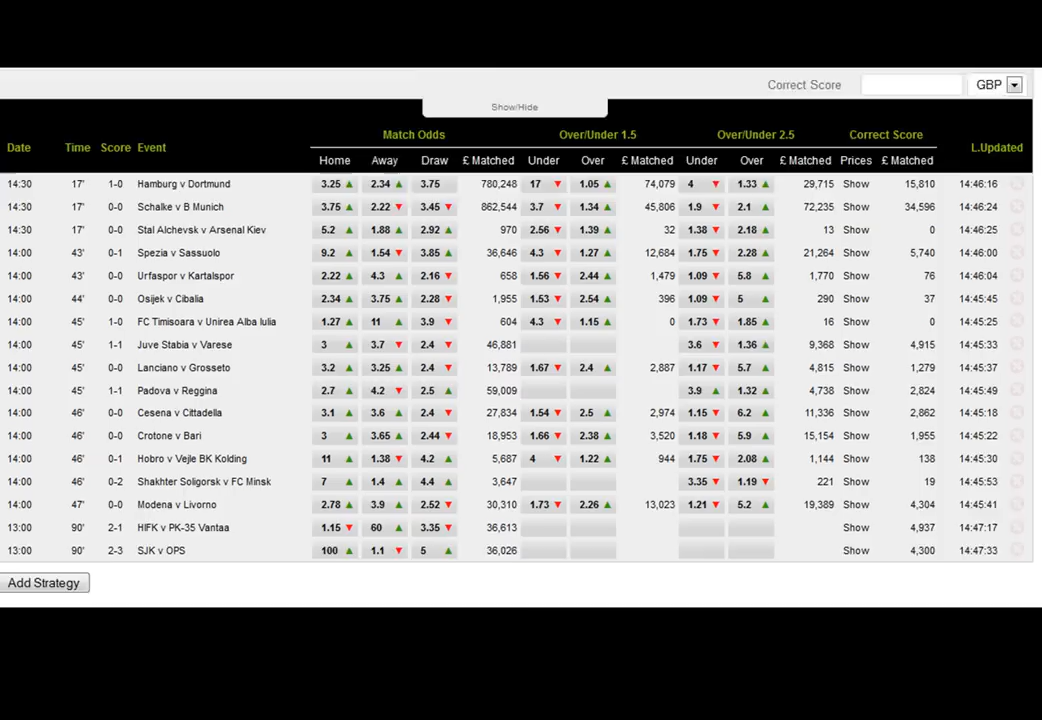 Correct Score GBP
Show/Hide
Match Odds Over/Under 1.5 Over/Under 2.5 Correct Score
Date Time Score Event L.Updated
Home Away Draw £ Matched Under Over £ Matched Under Over £ Matched Prices £ Matched
14:30 17' 1-0 Hamburg v Dortmund 3.25 ▲ 2.34 ▲ 3.75 780,248 17 ▼ 1.05 ▲ 74,079 4 ▼ 1.33 ▲ 29,715 Show 15,810 14:46:16
14:30 17' 0-0 Schalke v B Munich 3.75 ▲ 2.22 ▼ 3.45 ▼ 862,544 3.7 ▼ 1.34 ▲ 45,806 1.9 ▼ 2.1 ▲ 72,235 Show 34,596 14:46:24
14:30 17' 0-0 Stal Alchevsk v Arsenal Kiev 5.2 ▲ 1.88 ▲ 2.92 ▲ 970 2.56 ▼ 1.39 ▲ 32 1.38 ▼ 2.18 ▲ 13 Show 0 14:46:25
14:00 43' 0-1 Spezia v Sassuolo 9.2 ▲ 1.54 ▼ 3.85 ▲ 36,646 4.3 ▼ 1.27 ▲ 12,684 1.75 ▼ 2.28 ▲ 21,264 Show 5,740 14:46:00
14:00 43' 0-0 Urfaspor v Kartalspor 2.22 ▲ 4.3 ▲ 2.16 ▼ 658 1.56 ▼ 2.44 ▲ 1,479 1.09 ▼ 5.8 ▲ 1,770 Show 76 14:46:04
14:00 44' 0-0 Osijek v Cibalia 2.34 ▲ 3.75 ▲ 2.28 ▼ 1,955 1.53 ▼ 2.54 ▲ 396 1.09 ▼ 5 ▲ 290 Show 37 14:45:45
14:00 45' 1-0 FC Timisoara v Unirea Alba Iulia 1.27 ▲ 11 ▲ 3.9 ▼ 604 4.3 ▼ 1.15 ▲ 0 1.73 ▼ 1.85 ▲ 16 Show 0 14:45:25
14:00 45' 1-1 Juve Stabia v Varese 3 ▲ 3.7 ▼ 2.4 ▼ 46,881 3.6 ▼ 1.36 ▲ 9,368 Show 4,915 14:45:33
14:00 45' 0-0 Lanciano v Grosseto 3.2 ▲ 3.25 ▲ 2.4 ▼ 13,789 1.67 ▼ 2.4 ▲ 2,887 1.17 ▼ 5.7 ▲ 4,815 Show 1,279 14:45:37
14:00 45' 1-1 Padova v Reggina 2.7 ▲ 4.2 ▼ 2.5 ▲ 59,009 3.9 ▲ 1.32 ▲ 4,738 Show 2,824 14:45:49
14:00 46' 0-0 Cesena v Cittadella 3.1 ▲ 3.6 ▲ 2.4 ▼ 27,834 1.54 ▼ 2.5 ▲ 2,974 1.15 ▼ 6.2 ▲ 11,336 Show 2,862 14:45:18
14:00 46' 0-0 Crotone v Bari 3 ▲ 3.65 ▲ 2.44 ▼ 18,953 1.66 ▼ 2.38 ▲ 3,520 1.18 ▼ 5.9 ▲ 15,154 Show 1,955 14:45:22
14:00 46' 0-1 Hobro v Vejle BK Kolding 11 ▲ 1.38 ▼ 4.2 ▲ 5,687 4 ▼ 1.22 ▲ 944 1.75 ▼ 2.08 ▲ 1,144 Show 138 14:45:30
14:00 46' 0-2 Shakhter Soligorsk v FC Minsk 7 ▲ 1.4 ▲ 4.4 ▲ 3,647 3.35 ▼ 1.19 ▼ 221 Show 19 14:45:53
14:00 47' 0-0 Modena v Livorno 2.78 ▲ 3.9 ▲ 2.52 ▼ 30,310 1.73 ▼ 2.26 ▲ 13,023 1.21 ▼ 5.2 ▲ 19,389 Show 4,304 14:45:41
13:00 90' 2-1 HIFK v PK-35 Vantaa 1.15 ▼ 60 ▲ 3.35 ▼ 36,613 Show 4,937 14:47:17
13:00 90' 2-3 SJK v OPS 100 ▲ 1.1 ▼ 5 ▲ 36,026 Show 4,300 14:47:33
Add Strategy